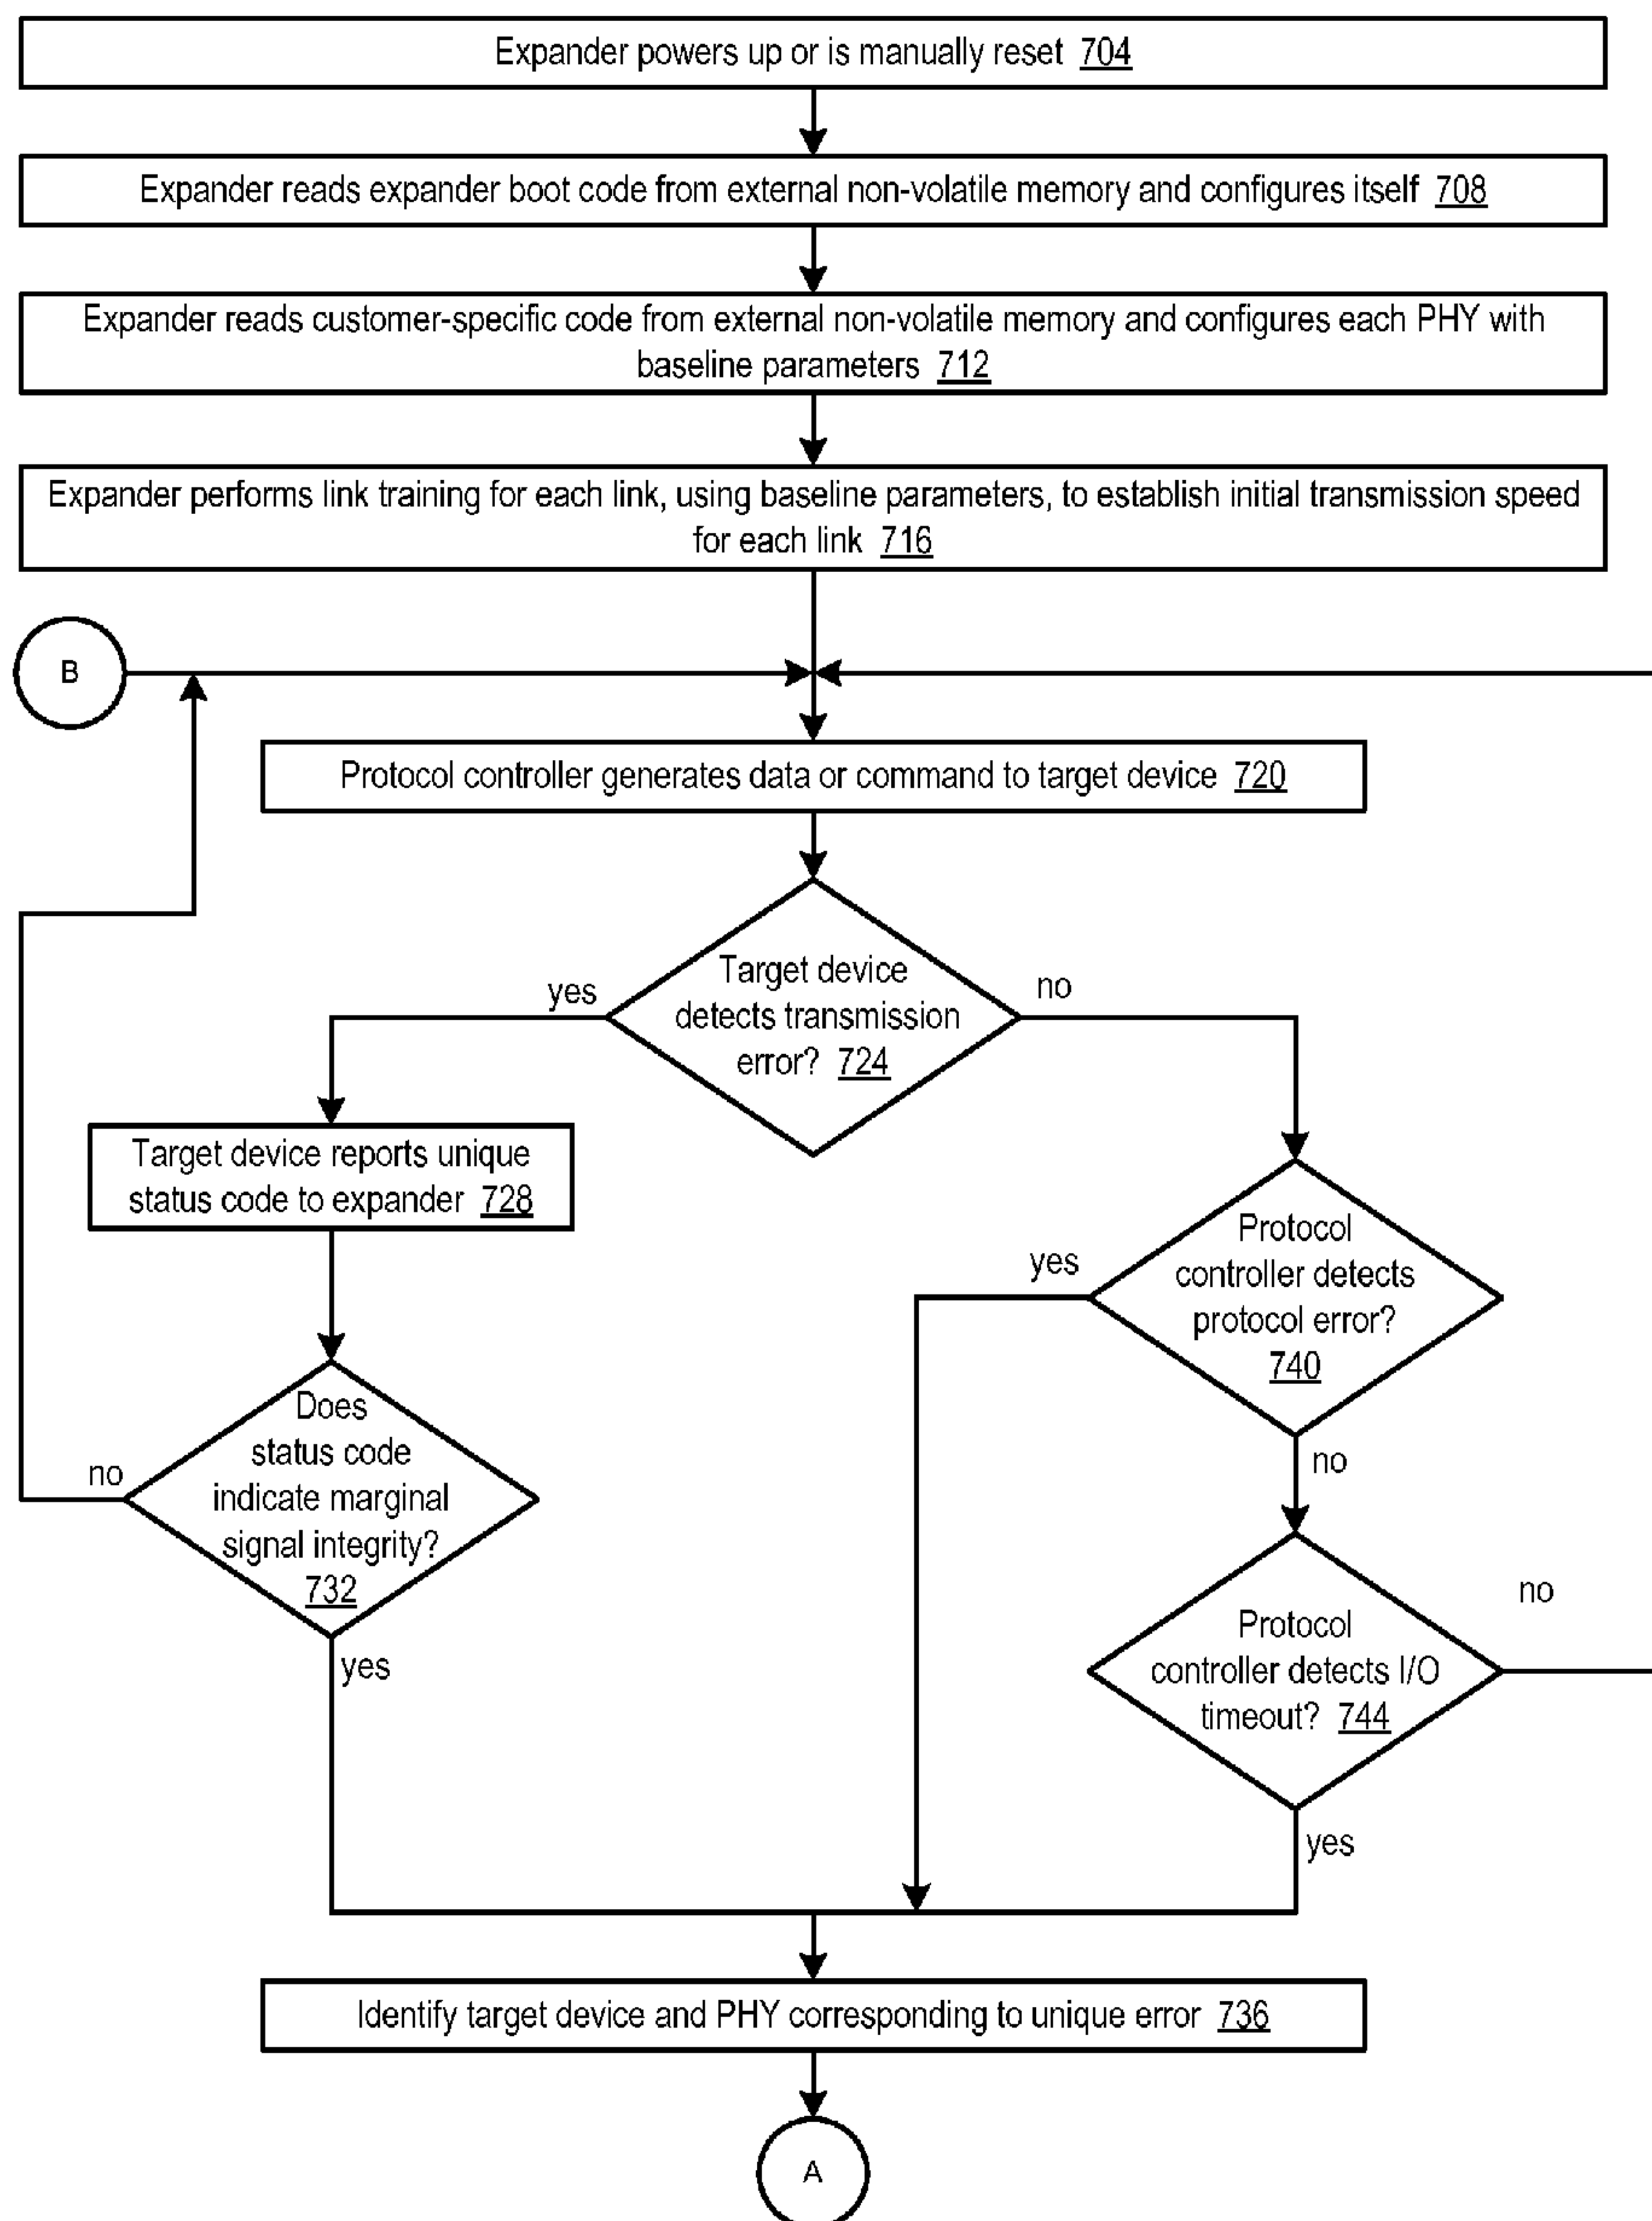 Expander powers up or is manually reset 704
Expander reads expander boot code from external non-volatile memory and configures itself 708
Expander reads customer-specific code from external non-volatile memory and configures each PHY with
baseline parameters 712
Expander performs link training for each link, using baseline parameters, to establish initial transmission speed
for each link 716
B
Protocol controller generates data or command to target device 720
Target device
detects transmission
error? 724
yes
no
Target device reports unique
status code to expander 728
Protocol
controller detects
protocol error?
740
yes
no
Does
status code
indicate marginal
signal integrity?
732
no
yes
Protocol
controller detects I/O
timeout? 744
no
yes
Identify target device and PHY corresponding to unique error 736
A